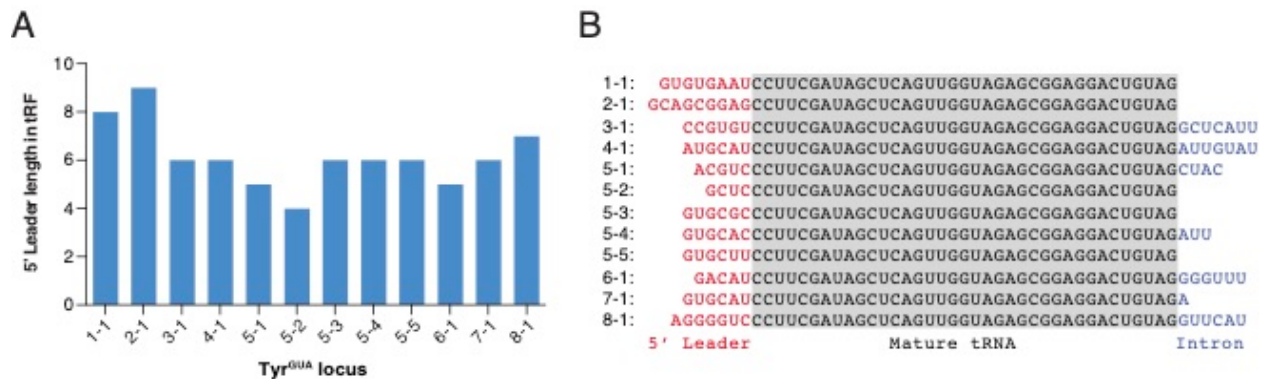 A
5' Leader length in tRF
10
8
6
4
2
0
1-1 2-1 3-1 4-1 5-1 5-2 5-3 5-4 5-5 6-1 7-1 8-1
Tyr^GUA locus
B
1-1: GUGUGAAUCCUUCGAUAGCUCAGUUGGUAGAGCGGAGGACUGUAG
2-1: GCAGCGGAGCCUUCGAUAGCUCAGUUGGUAGAGCGGAGGACUGUAG
3-1: CCGUGUCCUUCGAUAGCUCAGUUGGUAGAGCGGAGGACUGUAGGCUCAUU
4-1: AUGCAUCCUUCGAUAGCUCAGUUGGUAGAGCGGAGGACUGUAGAUUGUAU
5-1: ACGUCCCUUCGAUAGCUCAGUUGGUAGAGCGGAGGACUGUAGCUAC
5-2: GCUCCCUUCGAUAGCUCAGUUGGUAGAGCGGAGGACUGUAG
5-3: GUGCGCCCUUCGAUAGCUCAGUUGGUAGAGCGGAGGACUGUAG
5-4: GUGCACCCUUCGAUAGCUCAGUUGGUAGAGCGGAGGACUGUAGAUU
5-5: GUGCUUCCUUCGAUAGCUCAGUUGGUAGAGCGGAGGACUGUAG
6-1: GACAUCCUUCGAUAGCUCAGUUGGUAGAGCGGAGGACUGUAGGGGUUU
7-1: GUGCAUCCUUCGAUAGCUCAGUUGGUAGAGCGGAGGACUGUAGA
8-1: AGGGGUCCCUUCGAUAGCUCAGUUGGUAGAGCGGAGGACUGUAGGUUCAU
5' Leader Mature tRNA Intron